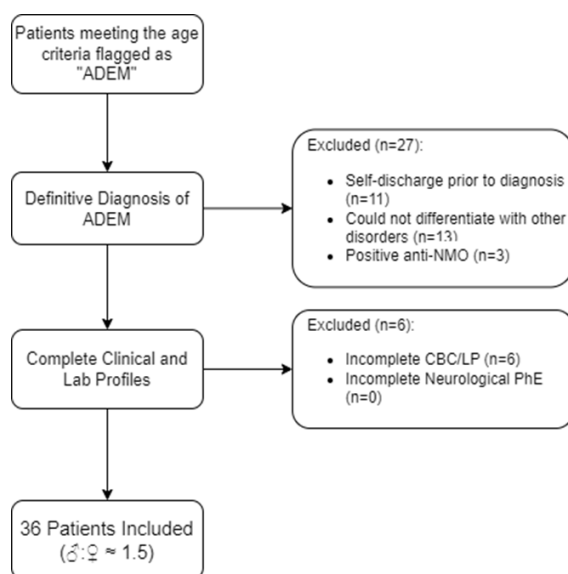 Patients meeting the age
criteria flagged as
"ADEM"
Definitive Diagnosis of
ADEM
Excluded (n=27):
• Self-discharge prior to diagnosis
(n=11)
• Could not differentiate with other
disorders (n=13)
• Positive anti-NMO (n=3)
Complete Clinical and
Lab Profiles
Excluded (n=6):
• Incomplete CBC/LP (n=6)
• Incomplete Neurological PhE
(n=0)
36 Patients Included
(♂:♀ ≈ 1.5)